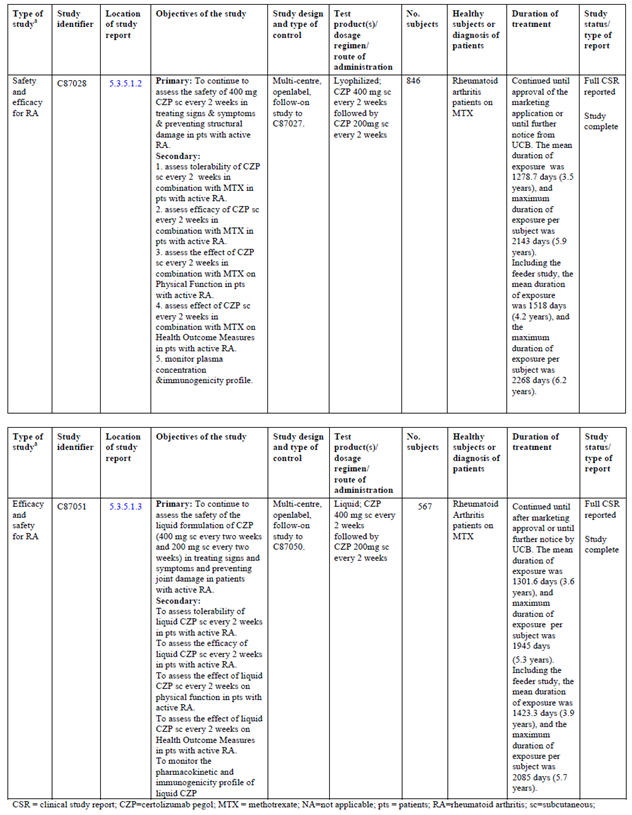 Type of study³ Study identifier Location of study report Objectives of the study Study design and type of control Test product(s)/ dosage regimen/ route of administration No. subjects Healthy subjects or diagnosis of patients Duration of treatment Study status/ type of report
Safety
and
efficacy
for RA
C87028
5.3.5.1.2
Primary: To continue to
assess the safety of 400 mg
CZP sc every 2 weeks in
treating signs & symptoms
& preventing structural
damage in pts with active
RA.
Secondary:
1. assess tolerability of CZP
sc every 2 weeks in
combination with MTX in
pts with active RA.
2. assess efficacy of CZP sc
every 2 weeks in
combination with MTX in
pts with active RA.
3. assess the effect of CZP
sc every 2 weeks in
combination with MTX on
Physical Function in pts
with active RA.
4. assess effect of CZP sc
every 2 weeks in
combination with MTX on
Health Outcome Measures
in pts with active RA.
5. monitor plasma
concentration
&immunogenicity profile.
Multi-centre,
openlabel,
follow-on
study to
C87027.
Lyophilized;
CZP 400 mg sc
every 2 weeks
followed by
CZP 200mg sc
every 2 weeks
846
Rheumatoid
arthritis
patients on
MTX
Continued until
approval of the
marketing
application or
until further
notice from
UCB. The mean
duration of
exposure was
1278.7 days (3.5
years), and
maximum
duration of
exposure per
subject was
2143 days (5.9
years).
Including the
feeder study, the
mean duration
of exposure
was 1518 days
(4.2 years), and
the
maximum
duration of
exposure per
subject was
2268 days (6.2
years).
Full CSR
reported
Study
complete
Type of study³ Study identifier Location of study report Objectives of the study Study design and type of control Test product(s)/ dosage regimen/ route of administration No. subjects Healthy subjects or diagnosis of patients Duration of treatment Study status/ type of report
Efficacy
and
safety
for RA
C87051
5.3.5.1.3
Primary: To continue to
assess the safety of the
liquid formulation of CZP
(400 mg sc every two weeks
and 200 mg sc every two
weeks) in treating signs and
symptoms and preventing
joint damage in patients
with active RA.
Secondary:
To assess tolerability of
liquid CZP sc every 2 weeks
in pts with active RA.
To assess the efficacy of
liquid CZP sc every 2 weeks
in pts with active RA.
To assess the effect of liquid
CZP sc every 2 weeks on
physical function in pts with
active RA.
To assess the effect of liquid
CZP sc every 2 weeks on
Health Outcome Measures
in pts with active RA.
To monitor the
pharmacokinetic and
immunogenicity profile of
liquid CZP
Multi-centre,
openlabel,
follow-on
study to
C87050.
Liquid; CZP
400 mg sc every
2 weeks
followed by
CZP 200mg sc
every 2 weeks
567
Rheumatoid
Arthritis
patients on
MTX
Continued until
after marketing
approval or until
further notice by
UCB. The mean
duration of
exposure was
1301.6 days (3.6
years), and
maximum
duration of
exposure per
subject was
1945 days
(5.3 years).
Including the
feeder study, the
mean duration
of exposure was
1423.3 days (3.9
years), and the
maximum
duration of
exposure per
subject was
2085 days (5.7
years).
Full CSR
reported
Study
complete
CSR = clinical study report; CZP=certolizumab pegol; MTX = methotrexate; NA=not applicable; pts = patients; RA=rheumatoid arthritis; sc=subcutaneous;